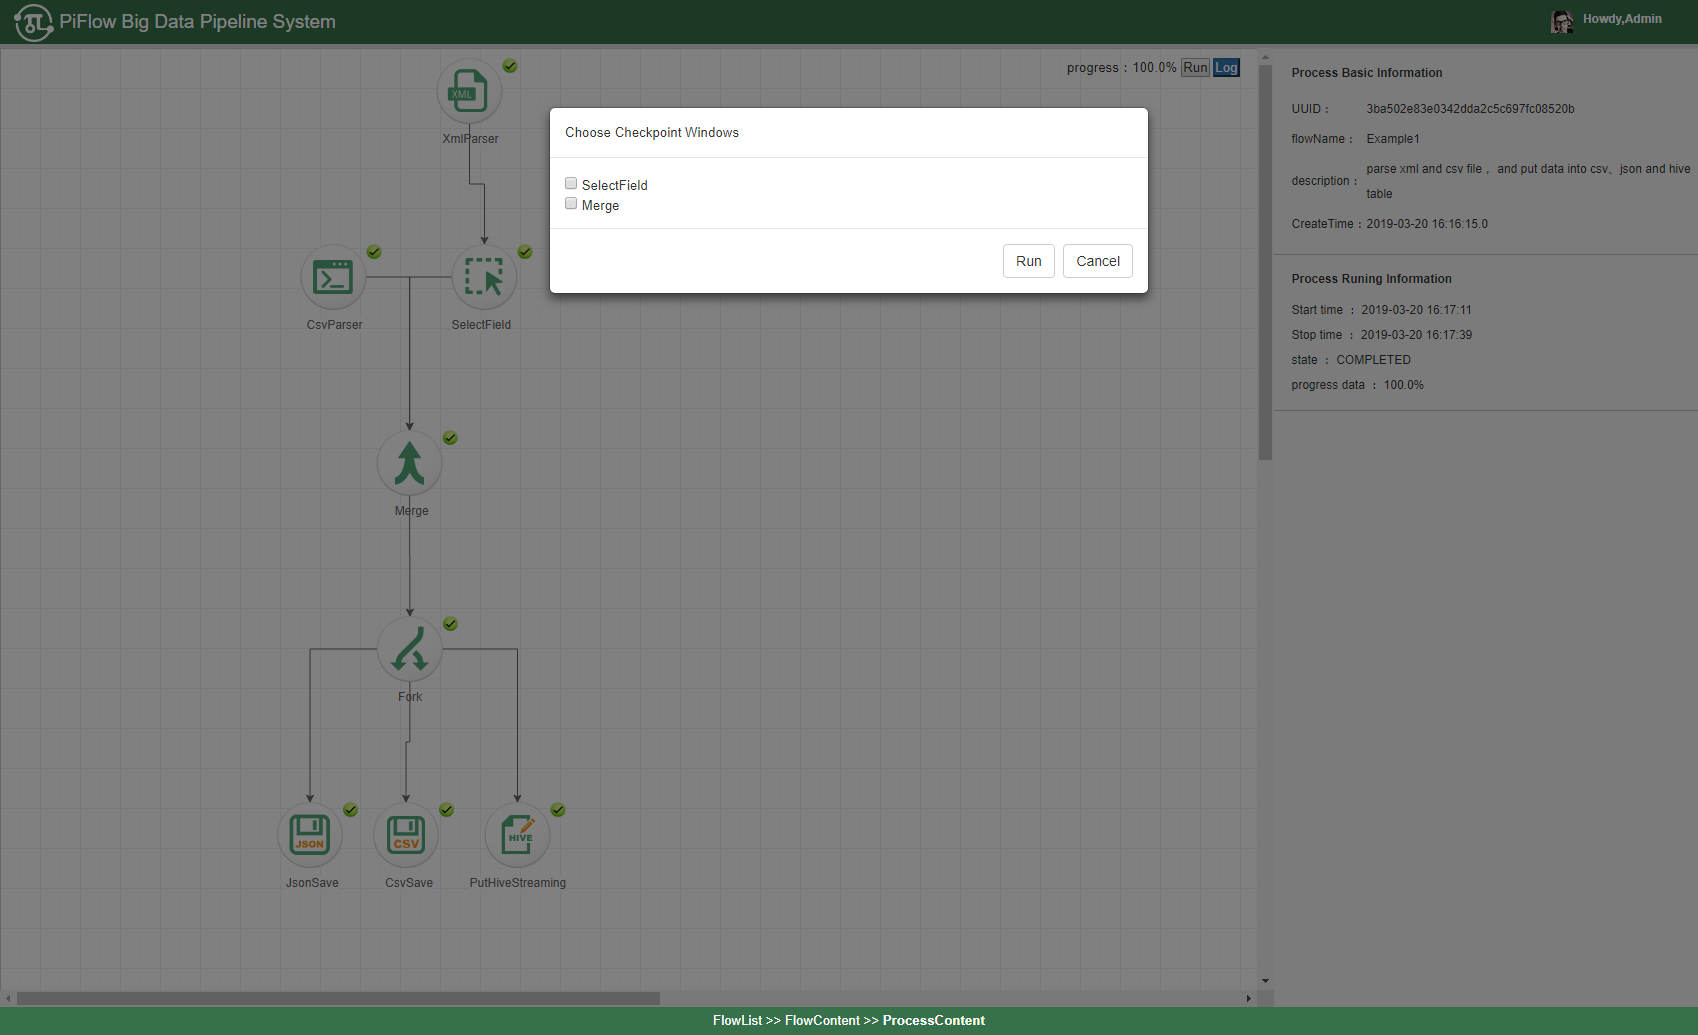 PiFlow Big Data Pipeline System
Howdy,Admin
progress：100.0% Run Log
XML
XmlParser
Choose Checkpoint Windows
SelectField
Merge
Run Cancel
CsvParser
SelectField
Merge
Fork
JSON
CSV
HIVE
JsonSave
CsvSave
PutHiveStreaming
Process Basic Information
UUID： 3ba502e83e0342dda2c5c697fc08520b
flowName： Example1
description： parse xml and csv file， and put data into csv、json and hive
table
CreateTime：2019-03-20 16:16:15.0
Process Runing Information
Start time ：2019-03-20 16:17:11
Stop time ：2019-03-20 16:17:39
state ：COMPLETED
progress data ：100.0%
FlowList >> FlowContent >> ProcessContent